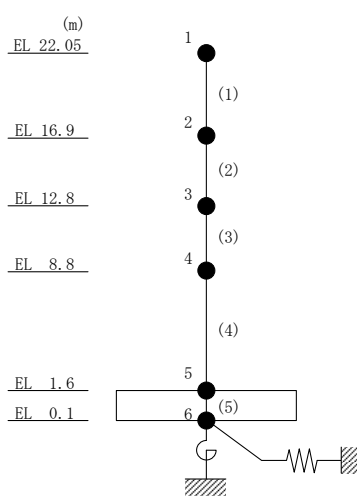 (m)
EL 22.05
1
(1)
EL 16.9
2
(2)
EL 12.8
3
(3)
EL 8.8
4
(4)
EL 1.6
5
(5)
EL 0.1
6